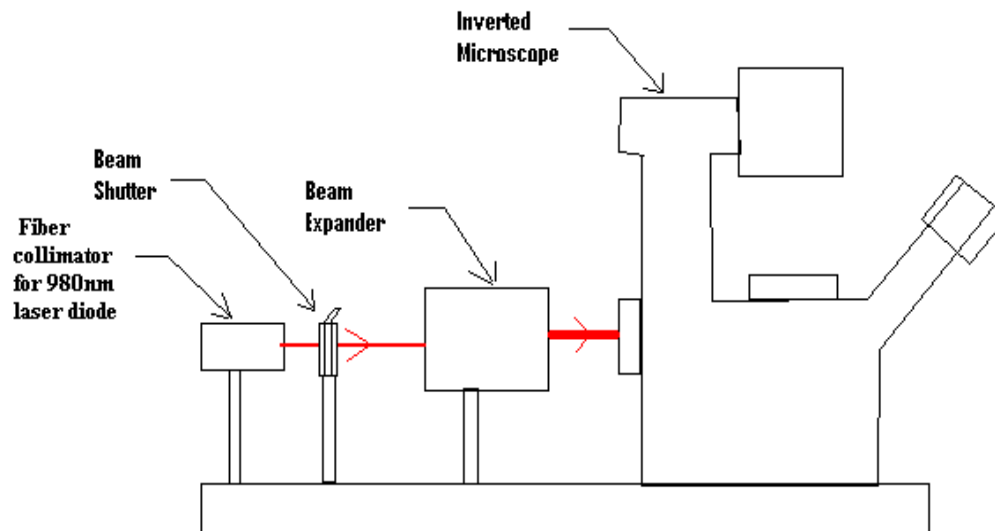 Inverted
Microscope
Beam
Shutter
Beam
Expander
Fiber
collimator
for 980nm
laser diode